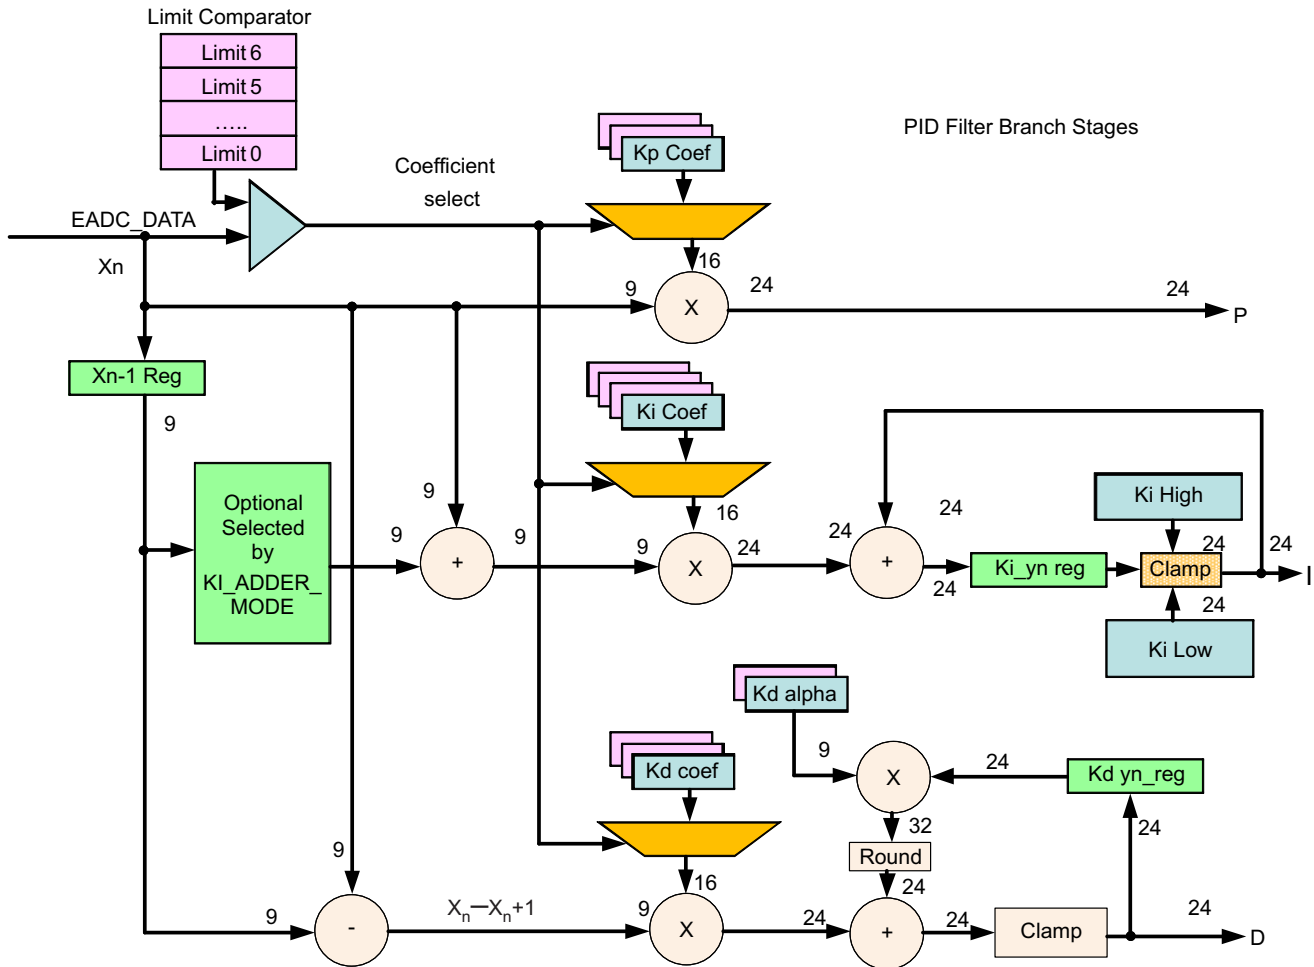 Limit Comparator
Limit 6
Limit 5
.....
Limit 0
PID Filter Branch Stages
Kp Coef
Coefficient
select
EADC_DATA
Xn
16
9
24
24
X
P
Xn-1 Reg
9
Ki Coef
Optional
Selected
by
KI_ADDER_
MODE
9
9
+
9
16
9
X
24
24
+
24
24
Ki_yn reg
Ki High
24
Clamp
24
24
I
Ki Low
Kd alpha
9
X
24
Kd yn_reg
32
24
Round
24
Kd coef
9
16
9
-
Xn—Xn+1
9
X
24
+
24
Clamp
24
D